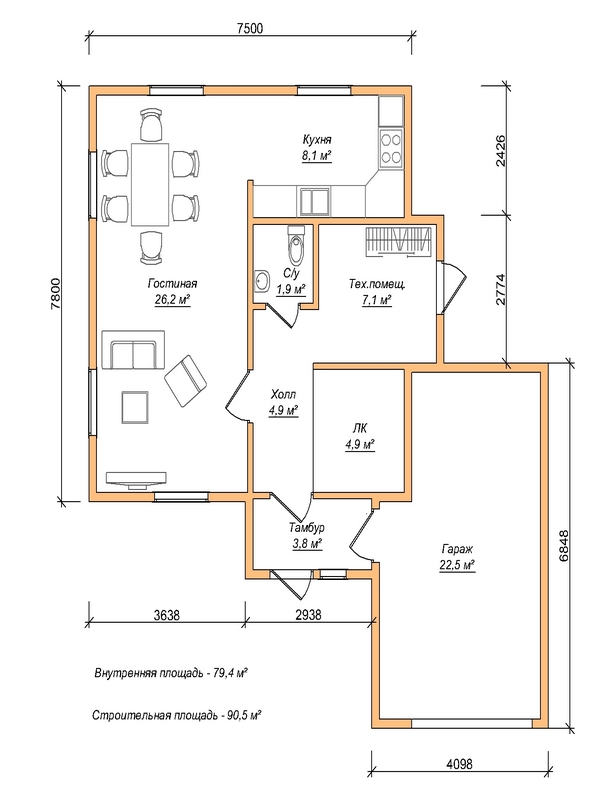 7500
Кухня
8,1 м²
2426
С/у
1,9 м²
Тех.помещ.
7,1 м²
2774
Гостиная
26,2 м²
7800
Холл
4,9 м²
ЛК
4,9 м²
Тамбур
3,8 м²
Гараж
22,5 м²
6848
3638
2938
Внутренняя площадь - 79,4 м²
Строительная площадь - 90,5 м²
4098